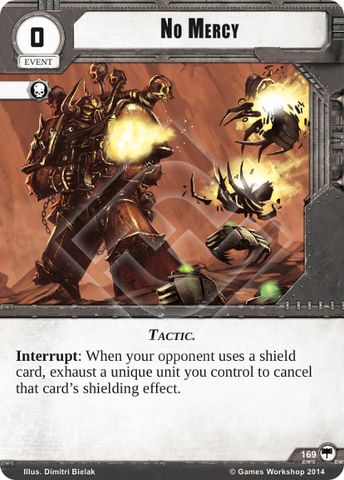 No Mercy
0
EVENT
Tactic.
Interrupt: When your opponent uses a shield
card, exhaust a unique unit you control to cancel
that card's shielding effect.
169
Illus. Dimitri Bielak
© Games Workshop 2014